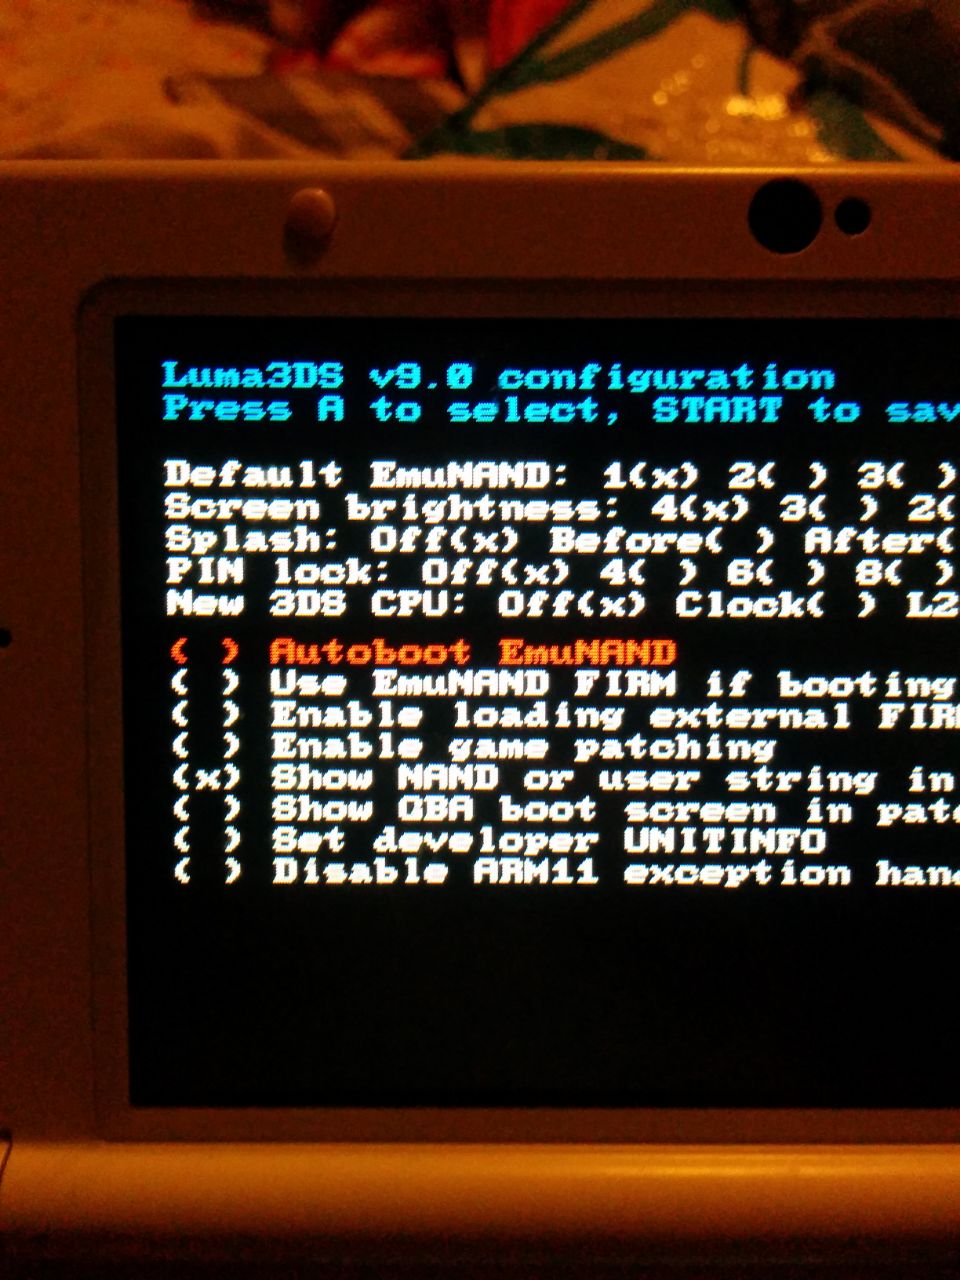 Luma3DS v9.0 configuration
Press A to select, START to sav
Default EmuNAND: 1(x) 2( ) 3( )
Screen brightness: 4(x) 3( ) 2(
Splash: Off(x) Before( ) After(
PIN lock: Off(x) 4( ) 6( ) 8( )
New 3DS CPU: Off(x) Clock( ) L2
( ) Autoboot EmuNAND
( ) Use EmuNAND FIRM if booting
( ) Enable loading external FIR
( ) Enable game patching
(x) Show NAND or user string in
( ) Show GBA boot screen in patc
( ) Set developer UNITINFO
( ) Disable ARM11 exception hand